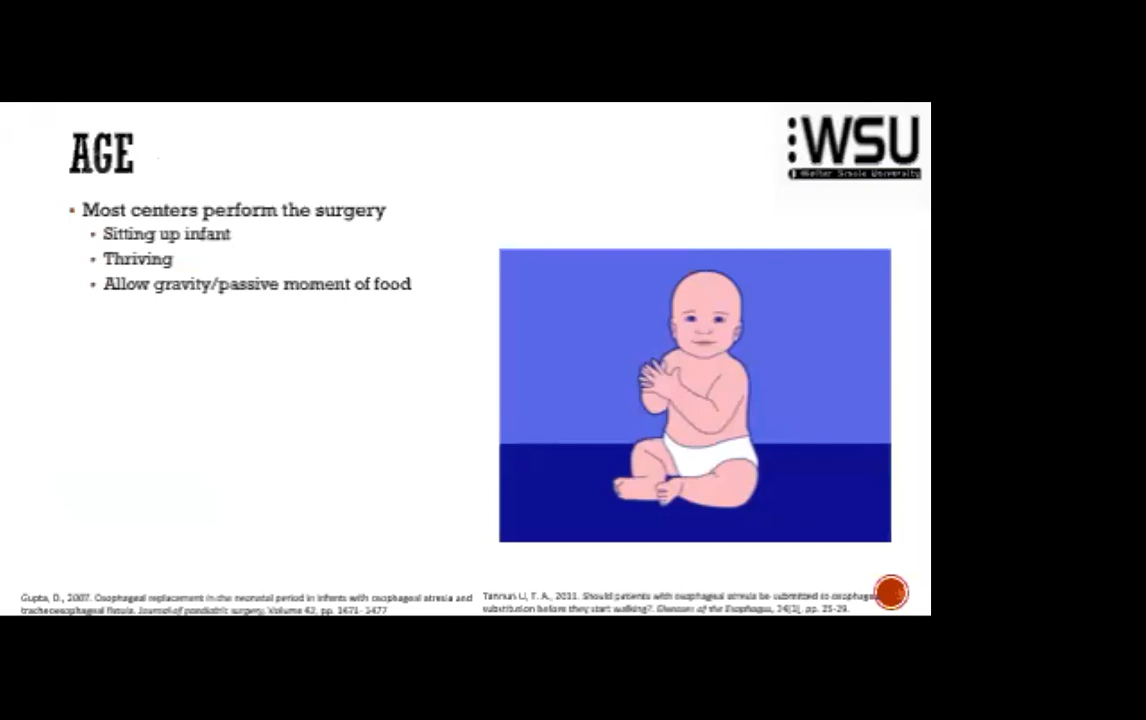 AGE
WSU
Walter Sisulu University
Most centers perform the surgery
Sitting up infant
Thriving
Allow gravity/passive moment of food
Gupta, D., 2007. Oesophageal replacement in the neonatal period in infants with oesophageal atresia and
tracheoesophageal fistula. Journal of paediatric surgery, Volume 42, pp. 1471- 1477
Tannuri U, T. A., 2011. Should patients with esophageal atresia be submitted to esophage
substitution before they start walking?. Diseases of the Esophagus, 24(1), pp. 25-29.